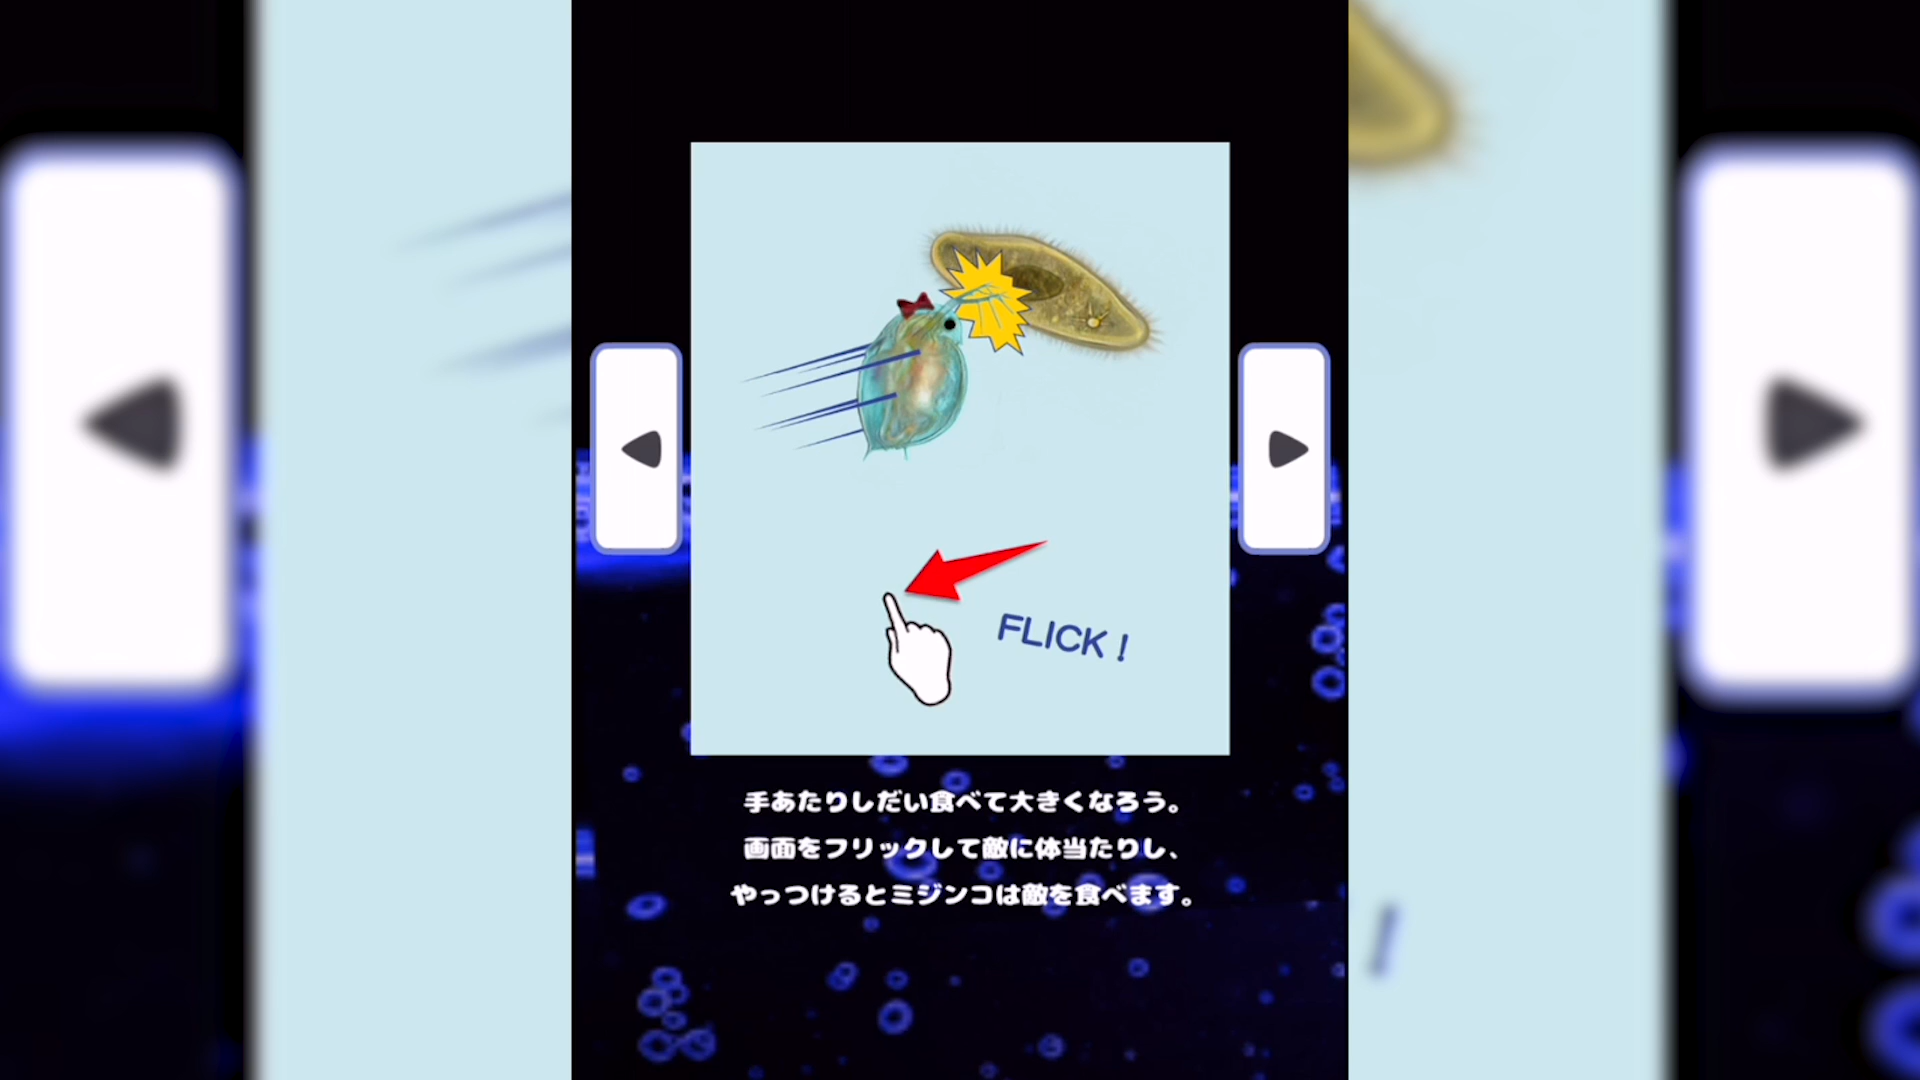 FLICK！
手あたりしだい食べて大きくなろう。
画面をフリックして敵に体当たりし、
やっつけるとミジンコは敵を食べます。